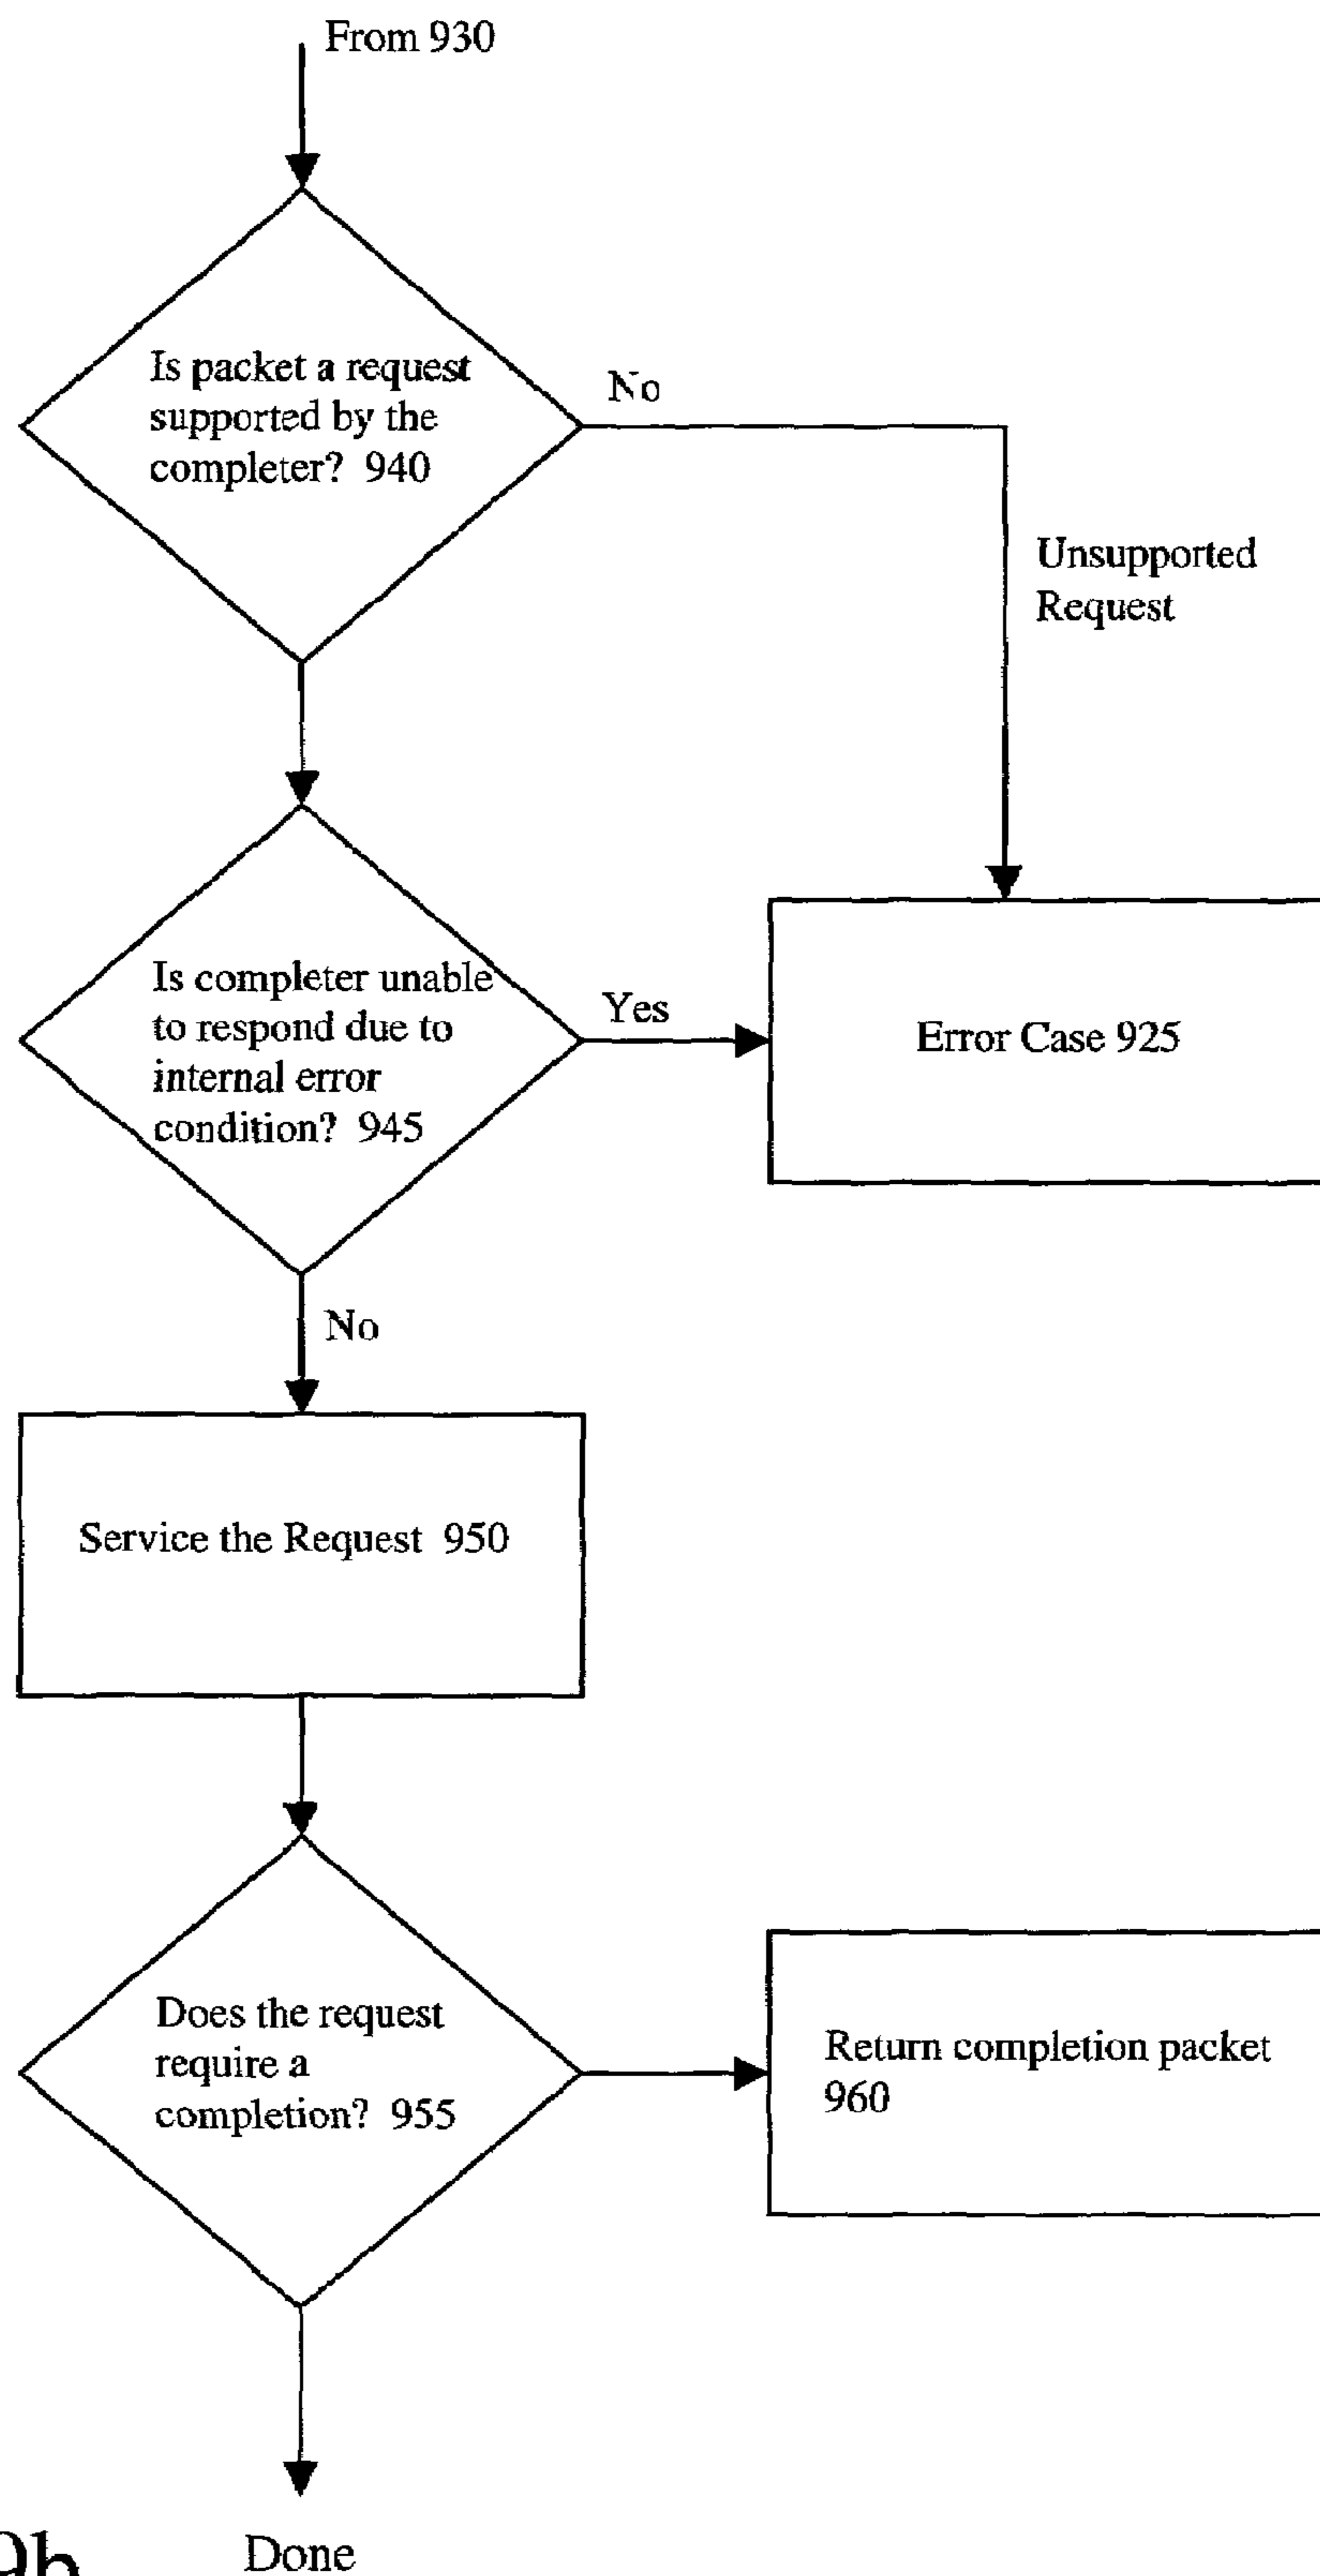 From 930
Is packet a request
supported by the
completer? 940
No
Unsupported
Request
Is completer unable
to respond due to
internal error
condition? 945
Yes
Error Case 925
No
Service the Request 950
Does the request
require a
completion? 955
Return completion packet
960
Done
9b